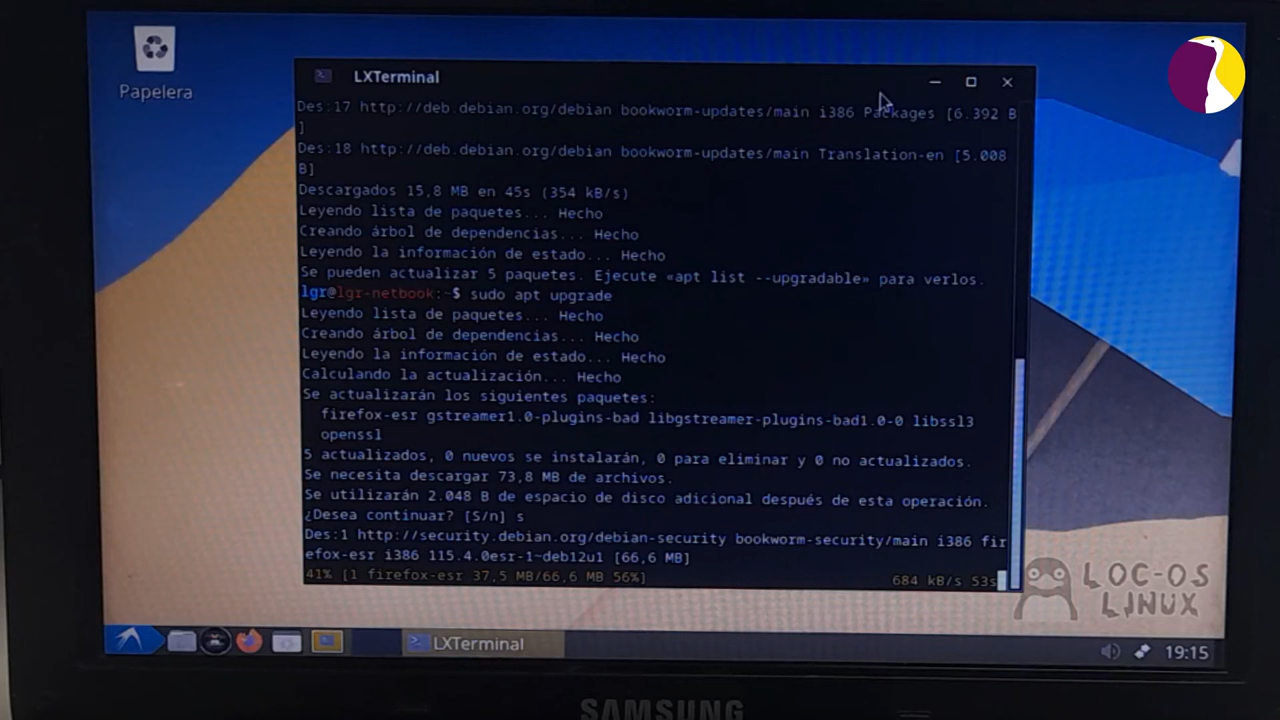 Papelera
LXTerminal
Des:17 http://deb.debian.org/debian bookworm-updates/main i386 Packages [6.392 B
]
Des:18 http://deb.debian.org/debian bookworm-updates/main Translation-en [5.008
B]
Descargados 15,8 MB en 45s (354 kB/s)
Leyendo lista de paquetes... Hecho
Creando árbol de dependencias... Hecho
Leyendo la información de estado... Hecho
Se pueden actualizar 5 paquetes. Ejecute «apt list --upgradable» para verlos.
lgr@lgr-netbook:~$ sudo apt upgrade
Leyendo lista de paquetes... Hecho
Creando árbol de dependencias... Hecho
Leyendo la información de estado... Hecho
Calculando la actualización... Hecho
Se actualizarán los siguientes paquetes:
firefox-esr gstreamer1.0-plugins-bad libgstreamer-plugins-bad1.0-0 libssl3
openssl
5 actualizados, 0 nuevos se instalarán, 0 para eliminar y 0 no actualizados.
Se necesita descargar 73,8 MB de archivos.
Se utilizarán 2.048 B de espacio de disco adicional después de esta operación.
¿Desea continuar? [S/n] s
Des:1 http://security.debian.org/debian-security bookworm-security/main i386 fir
efox-esr i386 115.4.0esr-1~deb12u1 [66,6 MB]
41% [1 firefox-esr 37,5 MB/66,6 MB 56%] 684 kB/s 53s
LOC-OS
LINUX
LXTerminal
19:15
SAMSUNG